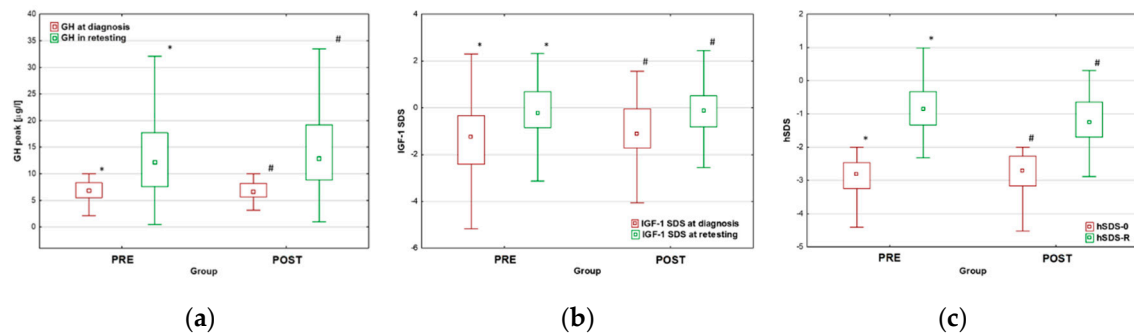 GH at diagnosis
GH in retesting
GH peak [µg/l]
40
35
30
25
20
15
10
5
0
*
*
#
#
PRE
POST
Group
(a)
IGF-1 SDS
6
4
2
0
-2
-4
-6
*
*
#
#
IGF-1 SDS at diagnosis
IGF-1 SDS at retesting
PRE
POST
Group
(b)
hSDS
2
1
0
-1
-2
-3
-4
-5
*
*
#
#
hSDS-0
hSDS-R
PRE
POST
Group
(c)